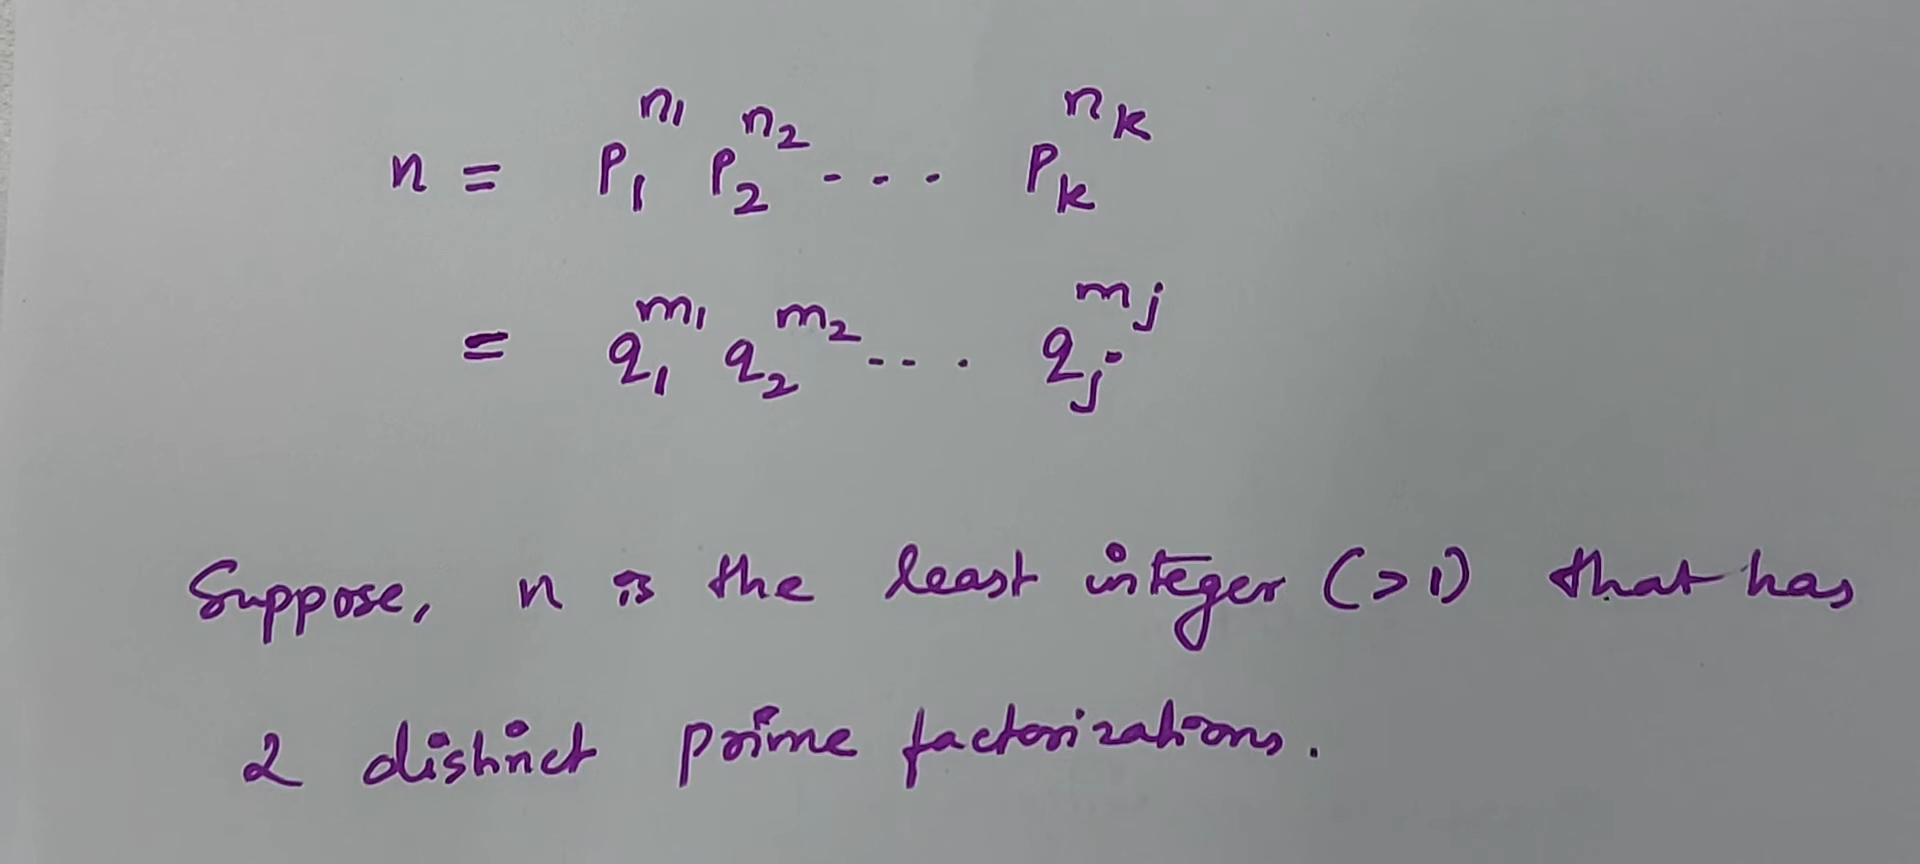 n = p₁^n₁ p₂^n₂ ---- p_k^n_k
= q₁^m₁ q₂^m₂ ---- q_j^m_j
Suppose, n is the least integer (>1) that has
2 distinct prime factorizations.